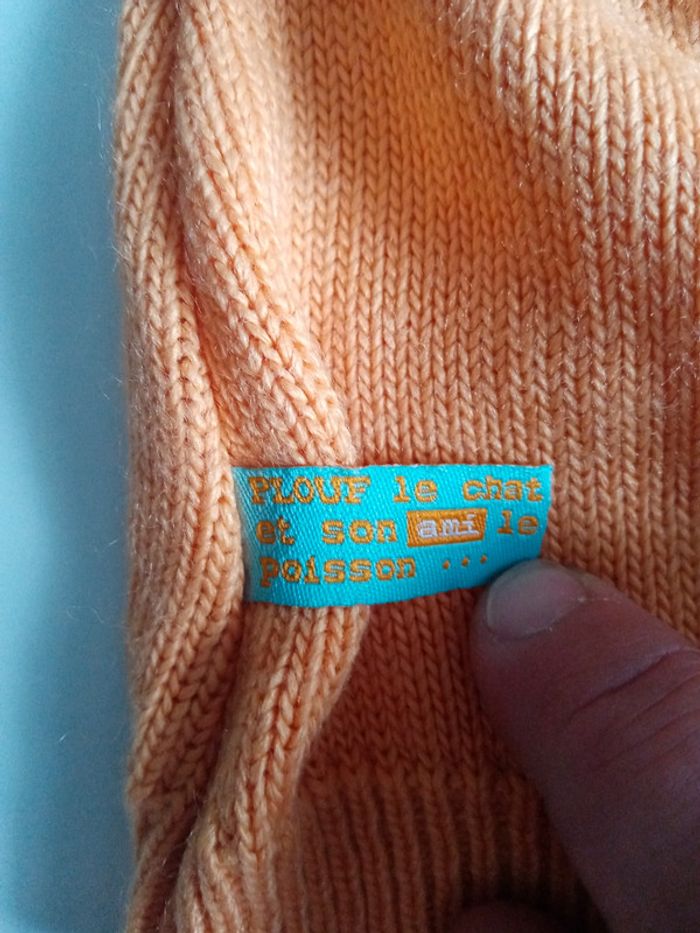 PLOUF le chat
et son ami le
poisson ...